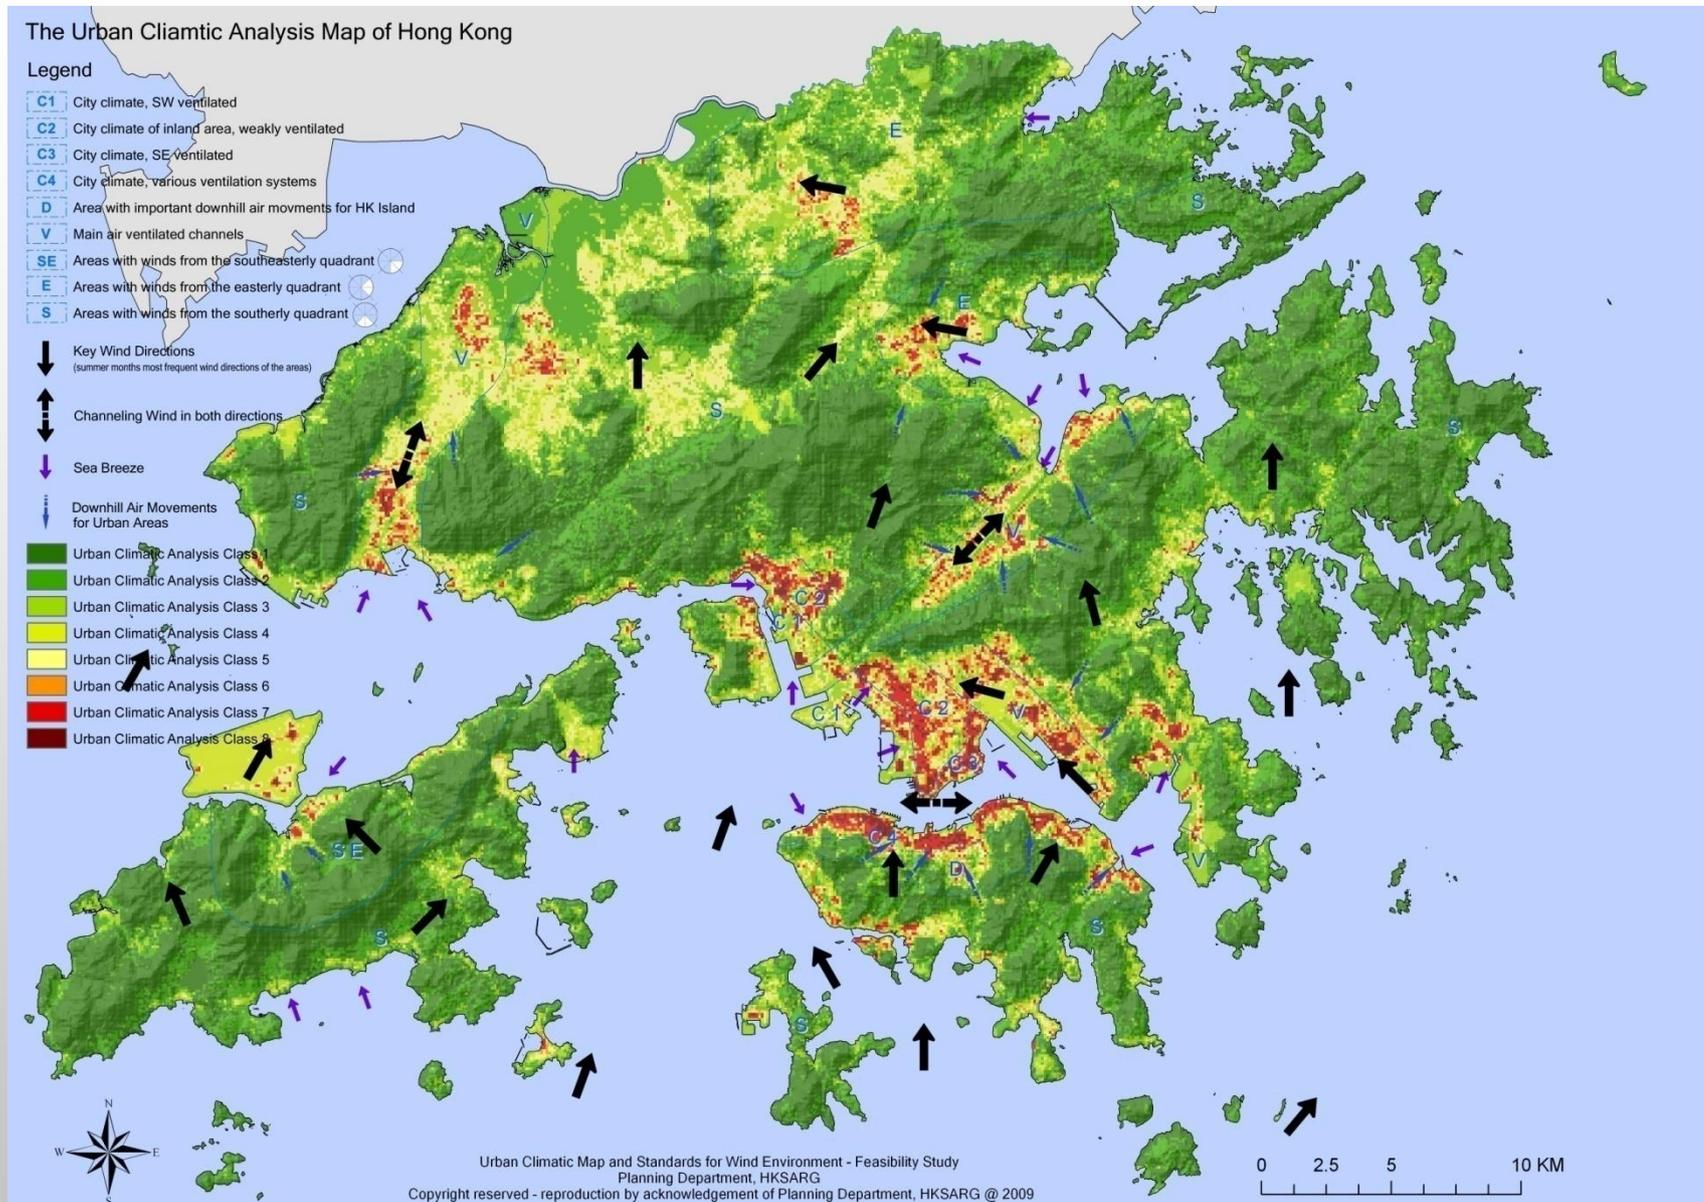 The Urban Cliamtic Analysis Map of Hong Kong
Legend
C1 City climate, SW ventilated
C2 City climate of inland area, weakly ventilated
C3 City climate, SE ventilated
C4 City climate, various ventilation systems
D Area with important downhill air movments for HK Island
V Main air ventilated channels
SE Areas with winds from the southeasterly quadrant
E Areas with winds from the easterly quadrant
S Areas with winds from the southerly quadrant
Key Wind Directions
(summer months most frequent wind directions of the areas)
Channeling Wind in both directions
Sea Breeze
Downhill Air Movements
for Urban Areas
Urban Climatic Analysis Class 1
Urban Climatic Analysis Class 2
Urban Climatic Analysis Class 3
Urban Climatic Analysis Class 4
Urban Climatic Analysis Class 5
Urban Climatic Analysis Class 6
Urban Climatic Analysis Class 7
Urban Climatic Analysis Class 8
E
S
V
E
V
S
S
S
V
C 2
C 1
C 1
C 2
V
C 3
C 4
D
V
S E
S
S
S
N
W E
S
Urban Climatic Map and Standards for Wind Environment - Feasibility Study
Planning Department, HKSARG
Copyright reserved - reproduction by acknowledgement of Planning Department, HKSARG @ 2009
0 2.5 5 10 KM